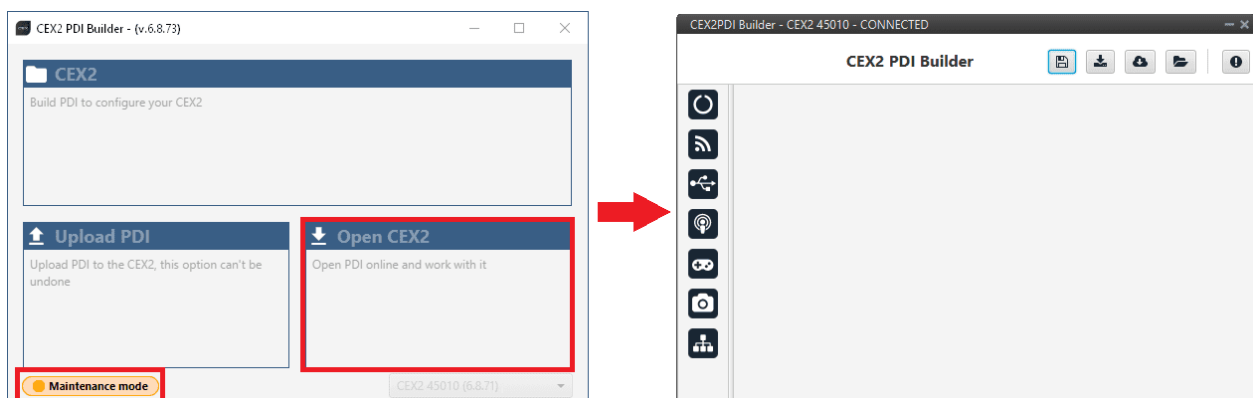 CEX2 PDI Builder - (v.6.8.73)
CEX2
Build PDI to configure your CEX2
Upload PDI
Upload PDI to the CEX2, this option can't be
undone
Open CEX2
Open PDI online and work with it
Maintenance mode
CEX2 45010 (6.8.71)
CEX2PDI Builder - CEX2 45010 - CONNECTED
CEX2 PDI Builder